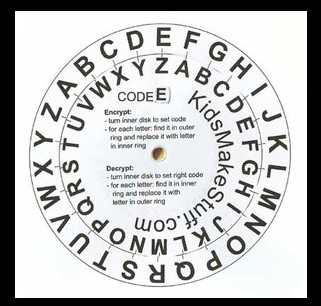 A B C D E F G H I J K L M N O P Q R S T U V W X Y Z
A B C D E F G H I J K L M N O P Q R S T U V W X Y Z
KidsMakeStuff.com
CODE E
Encrypt:
- turn inner disk to set code
- for each letter: find it in outer
ring and replace it with letter
in inner ring
Decrypt:
- turn inner disk to set right code
- for each letter: find it in inner
ring and replace it with
letter in outer ring